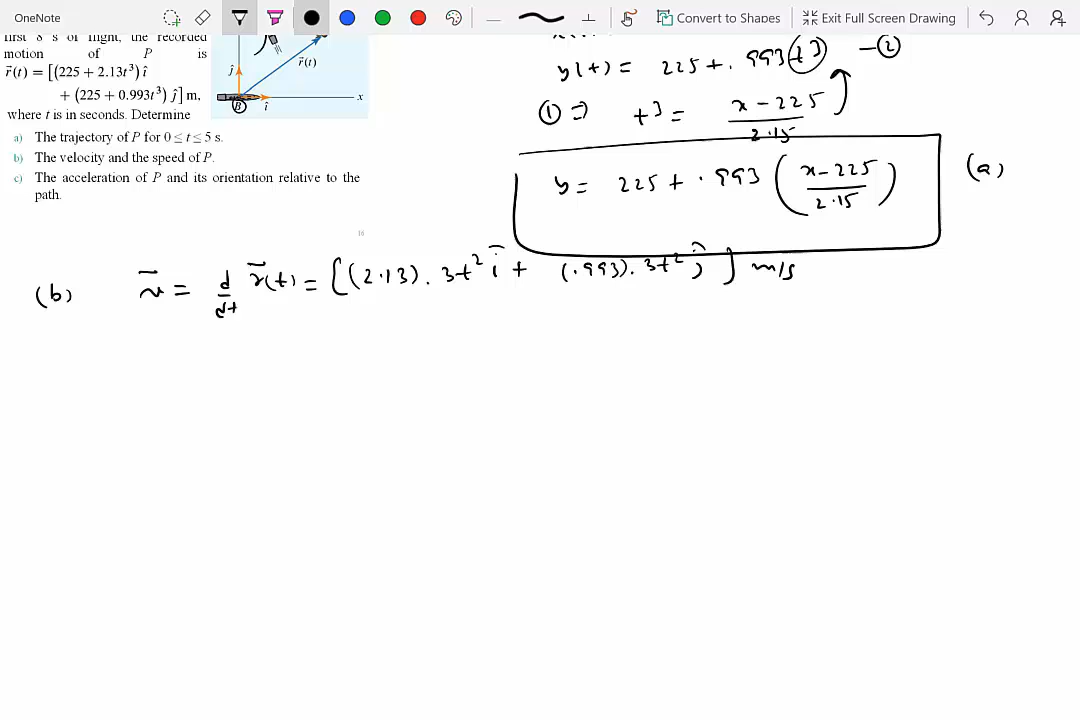 OneNote
Convert to Shapes
Exit Full Screen Drawing
first 8 s of flight, the recorded
motion of P is
r⃗(t) = [(225 + 2.13t³) î
+ (225 + 0.993t³) ĵ] m,
where t is in seconds. Determine
a) The trajectory of P for 0 ≤ t ≤ 5 s.
b) The velocity and the speed of P.
c) The acceleration of P and its orientation relative to the
path.
ĵ
r⃗(t)
B
î
x
16
y(t) = 225 + .993 t3 – ②
① ⇒ t3 = x – 225 / 2.15
y = 225 + .993 ( x – 225 / 2.15 ) (a)
(b) v⃗ = d/dt r⃗(t) = [(2.13) . 3t² î + (.993) . 3t² ĵ ] m/s